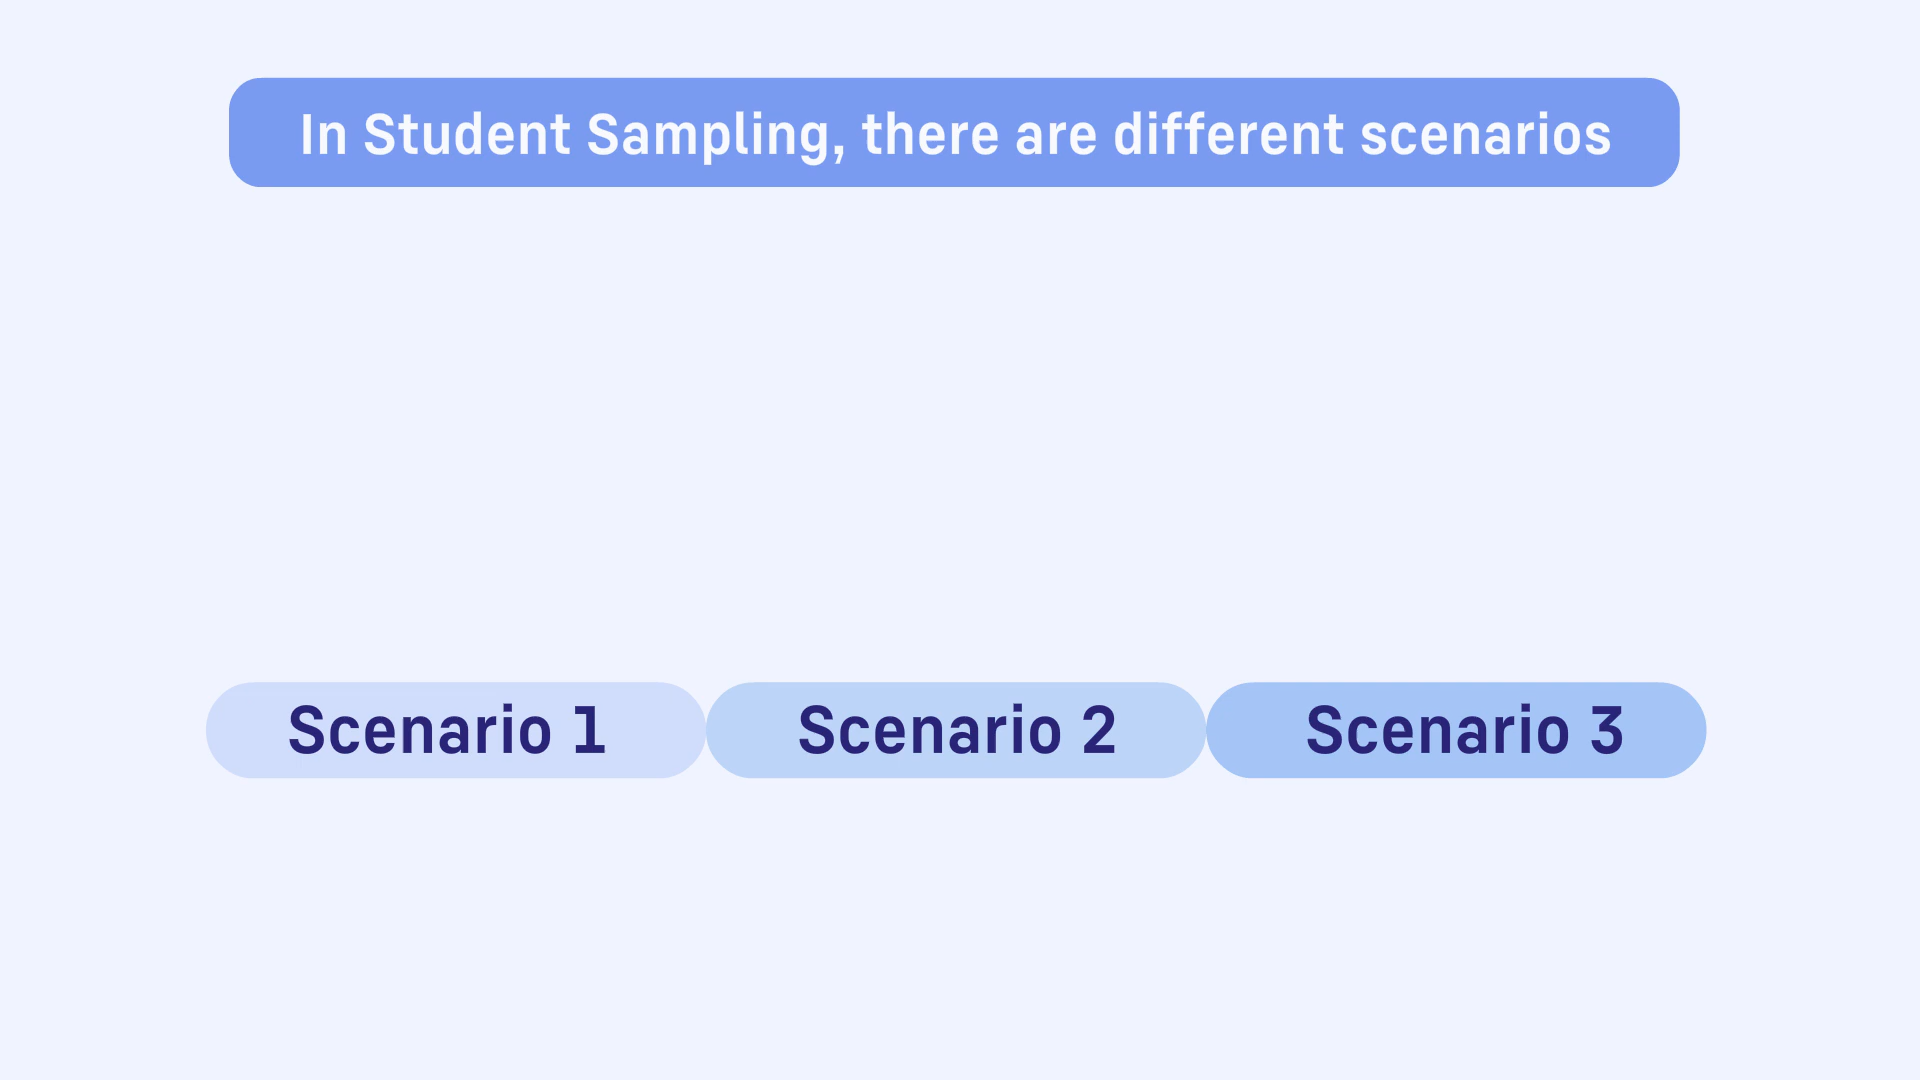 In Student Sampling, there are different scenarios
Scenario 1
Scenario 2
Scenario 3